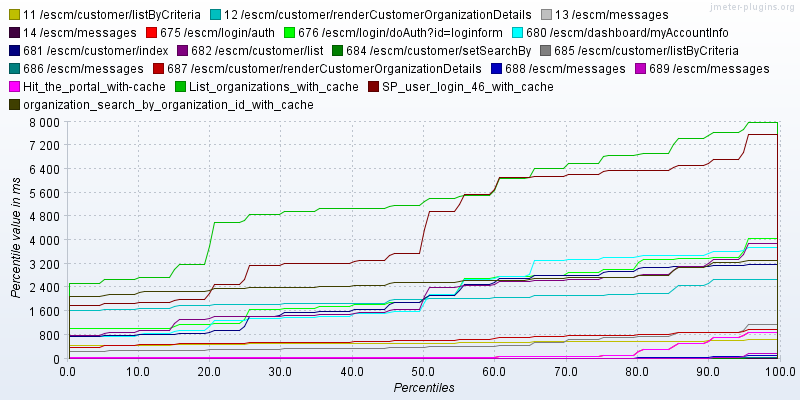 jmeter-plugins.org
11 /escm/customer/listByCriteria 12 /escm/customer/renderCustomerOrganizationDetails 13 /escm/messages
14 /escm/messages 675 /escm/login/auth 676 /escm/login/doAuth?id=loginform 680 /escm/dashboard/myAccountInfo
681 /escm/customer/index 682 /escm/customer/list 684 /escm/customer/setSearchBy 685 /escm/customer/listByCriteria
686 /escm/messages 687 /escm/customer/renderCustomerOrganizationDetails 688 /escm/messages 689 /escm/messages
Hit_the_portal_with-cache List_organizations_with_cache SP_user_login_46_with_cache
organization_search_by_organization_id_with_cache
8 000
7 200
6 400
5 600
4 800
4 000
3 200
2 400
1 600
800
0
Percentile value in ms
0.0 10.0 20.0 30.0 40.0 50.0 60.0 70.0 80.0 90.0 100.0
Percentiles